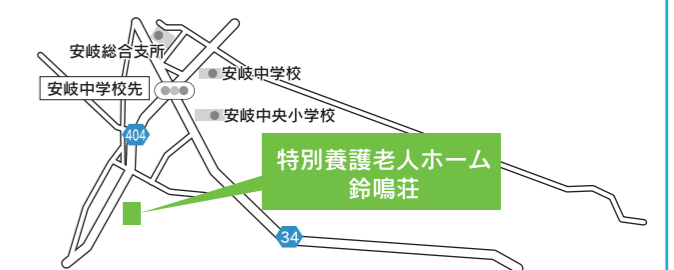 安岐総合支所
安岐中学校
安岐中学校先
安岐中央小学校
404
特別養護老人ホーム
鈴鳴荘
34